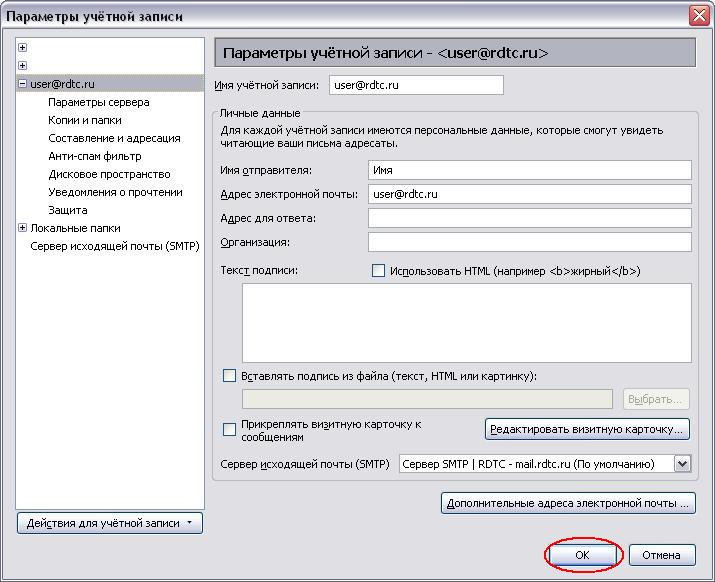 Параметры учётной записи
user@rdtc.ru
Параметры сервера
Копии и папки
Составление и адресация
Анти-спам фильтр
Дисковое пространство
Уведомления о прочтении
Защита
Локальные папки
Сервер исходящей почты (SMTP)
Действия для учётной записи
Параметры учётной записи - <user@rdtc.ru>
Имя учётной записи: user@rdtc.ru
Личные данные
Для каждой учётной записи имеются персональные данные, которые смогут увидеть
читающие ваши письма адресаты.
Имя отправителя: Имя
Адрес электронной почты: user@rdtc.ru
Адрес для ответа:
Организация:
Текст подписи: Использовать HTML (например <b>жирный</b>)
Вставлять подпись из файла (текст, HTML или картинку):
Выбрать...
Прикреплять визитную карточку к
сообщениям
Редактировать визитную карточку...
Сервер исходящей почты (SMTP) Сервер SMTP | RDTC - mail.rdtc.ru (По умолчанию)
Дополнительные адреса электронной почты ...
OK Отмена